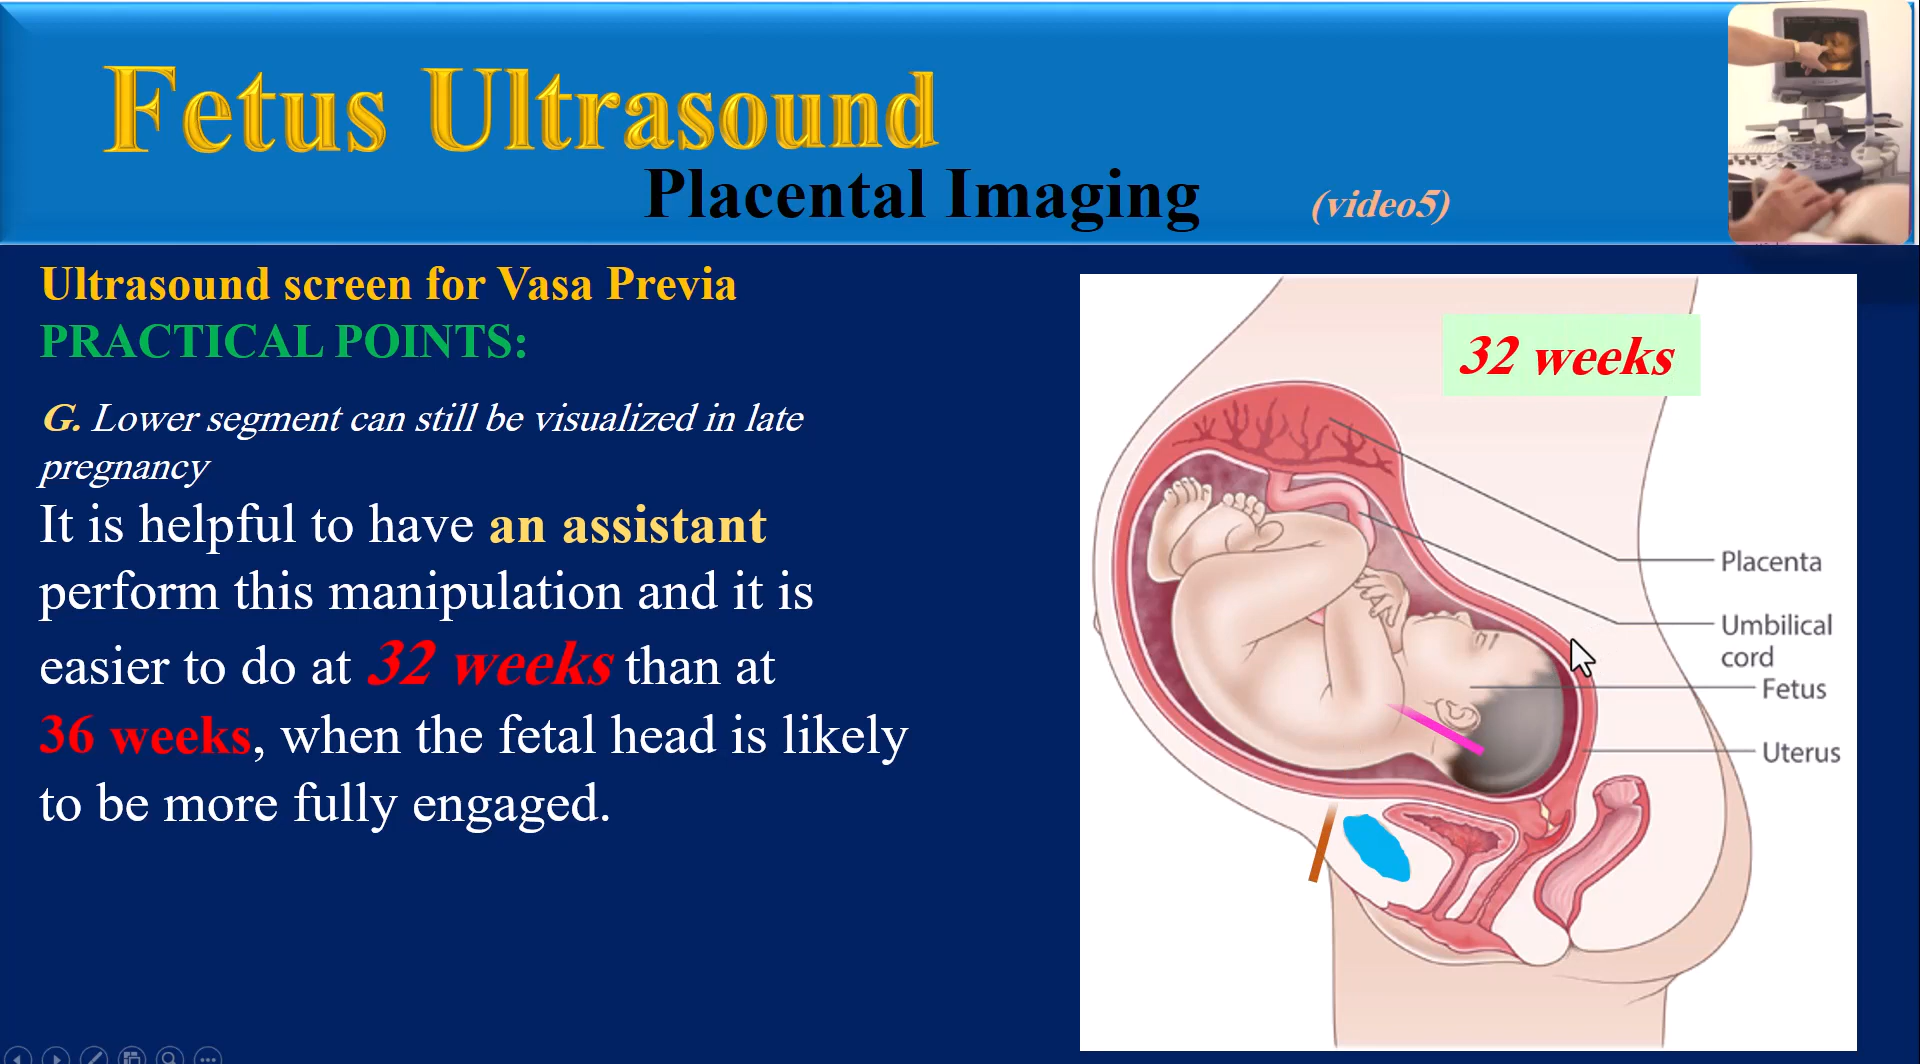 Fetus Ultrasound
Placental Imaging
(video5)
Ultrasound screen for Vasa Previa
PRACTICAL POINTS:
G. Lower segment can still be visualized in late
pregnancy
It is helpful to have an assistant
perform this manipulation and it is
easier to do at 32 weeks than at
36 weeks, when the fetal head is likely
to be more fully engaged.
32 weeks
Placenta
Umbilical
cord
Fetus
Uterus